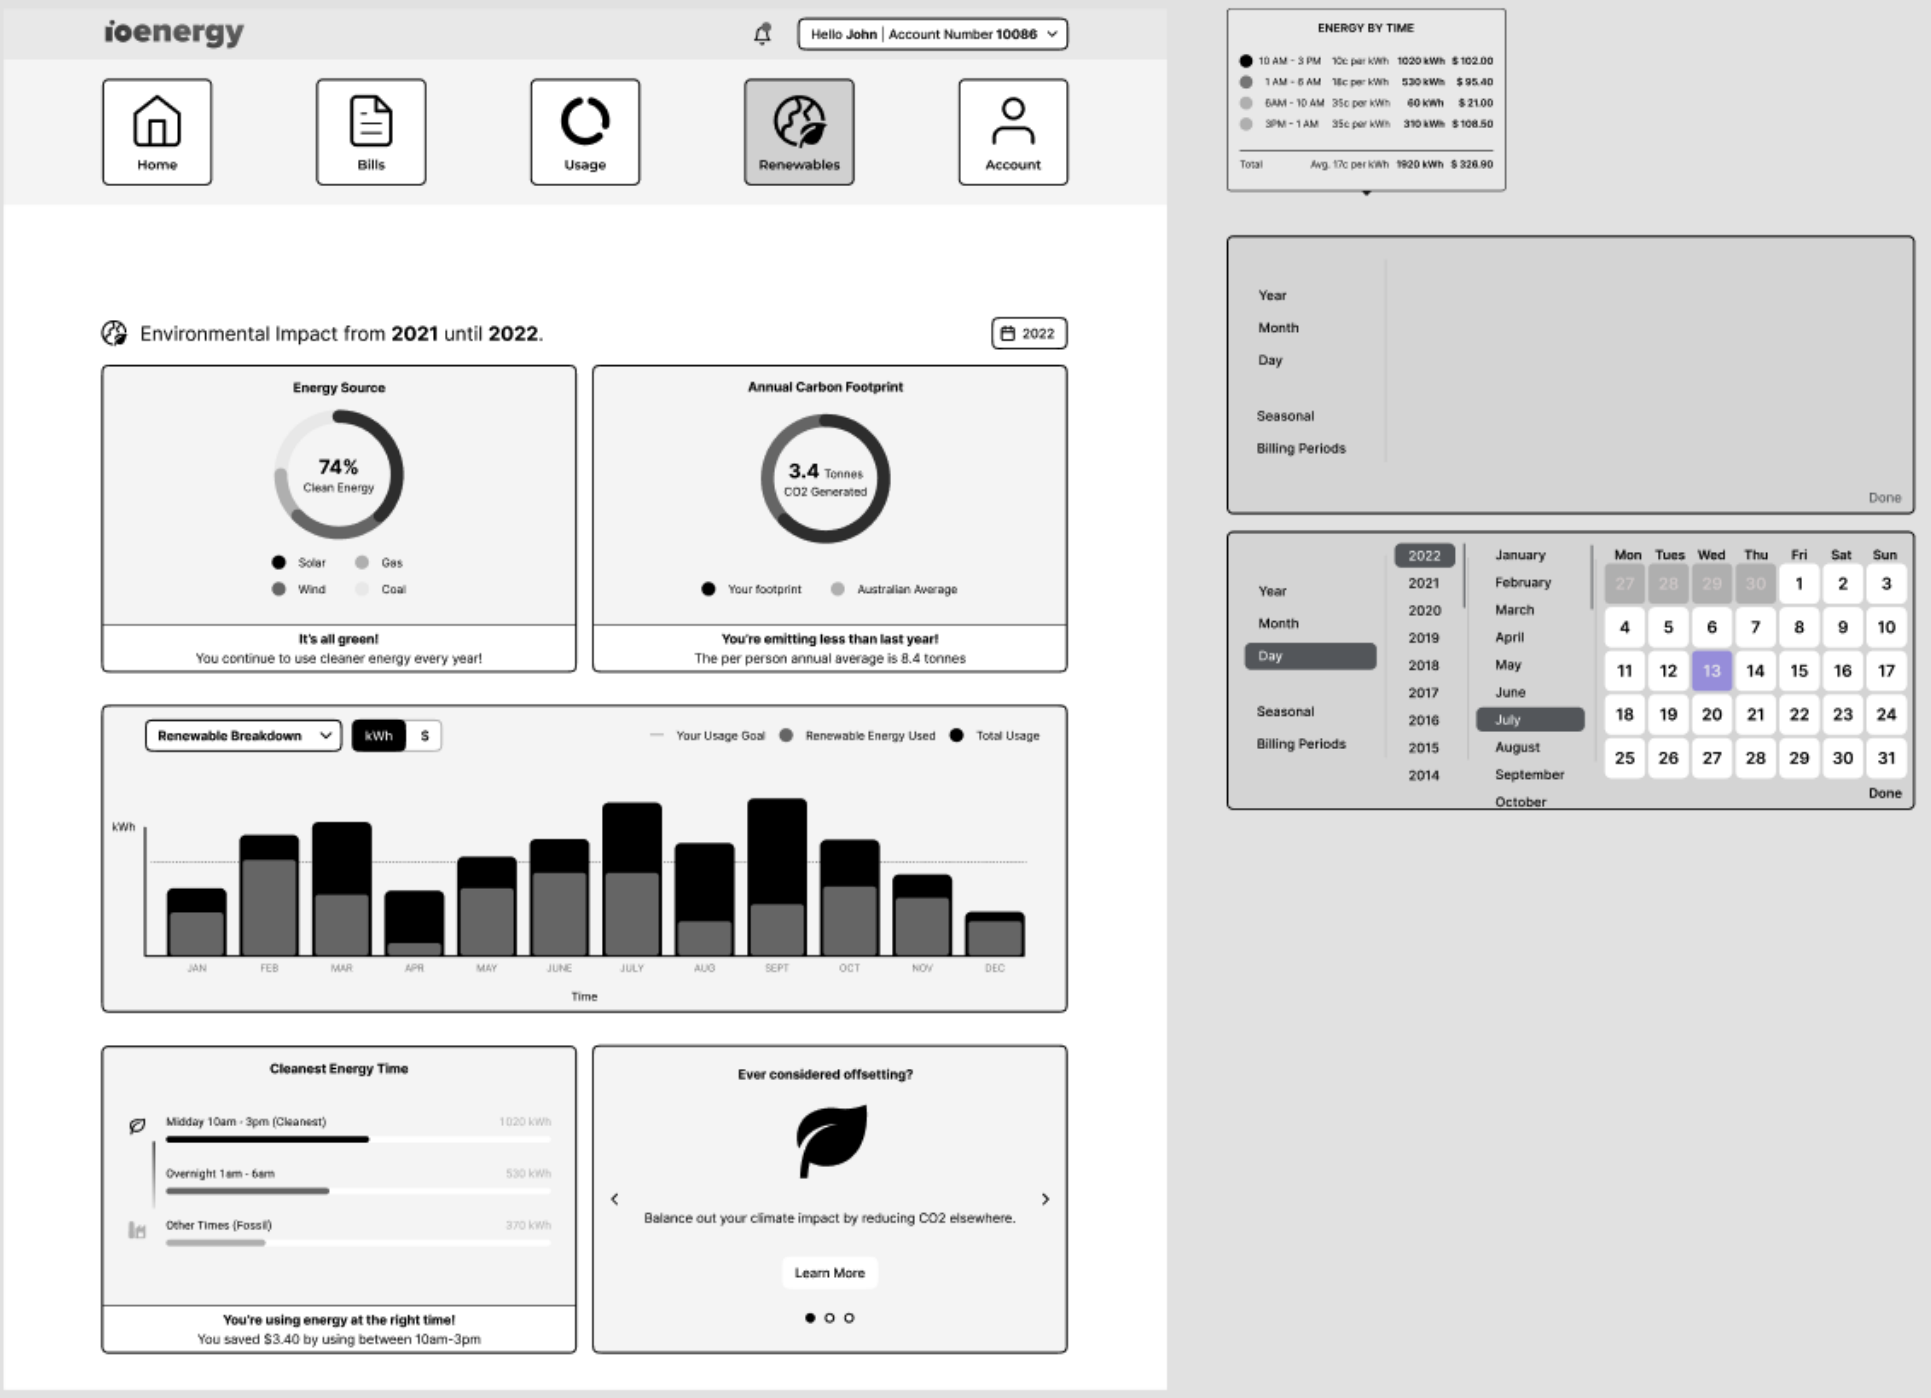 ioenergy
Hello John | Account Number 10086
Home
Bills
Usage
Renewables
Account
Environmental Impact from 2021 until 2022.
2022
Energy Source
74%
Clean Energy
Solar
Gas
Wind
Coal
It's all green!
You continue to use cleaner energy every year!
Annual Carbon Footprint
3.4 Tonnes
CO2 Generated
Your footprint
Australian Average
You're emitting less than last year!
The per person annual average is 8.4 tonnes
Renewable Breakdown
kWh
$
Your Usage Goal
Renewable Energy Used
Total Usage
kWh
JAN
FEB
MAR
APR
MAY
JUNE
JULY
AUG
SEPT
OCT
NOV
DEC
Time
Cleanest Energy Time
Midday 10am - 3pm (Cleanest)
1020 kWh
Overnight 1am - 6am
530 kWh
Other Times (Fossil)
370 kWh
You're using energy at the right time!
You saved $3.40 by using between 10am-3pm
Ever considered offsetting?
Balance out your climate impact by reducing CO2 elsewhere.
Learn More
ENERGY BY TIME
10 AM - 3 PM 10c per kWh 1020 kWh $ 102.00
1 AM - 6 AM 18c per kWh 530 kWh $ 95.40
6AM - 10 AM 35c per kWh 60 kWh $ 21.00
3PM - 1 AM 35c per kWh 310 kWh $ 108.50
Total Avg. 17c per kWh 1920 kWh $ 326.90
Year
Month
Day
Seasonal
Billing Periods
Done
Year
Month
Day
Seasonal
Billing Periods
2022
2021
2020
2019
2018
2017
2016
2015
2014
January
February
March
April
May
June
July
August
September
October
Mon Tues Wed Thu Fri Sat Sun
27 28 29 30 1 2 3
4 5 6 7 8 9 10
11 12 13 14 15 16 17
18 19 20 21 22 23 24
25 26 27 28 29 30 31
Done